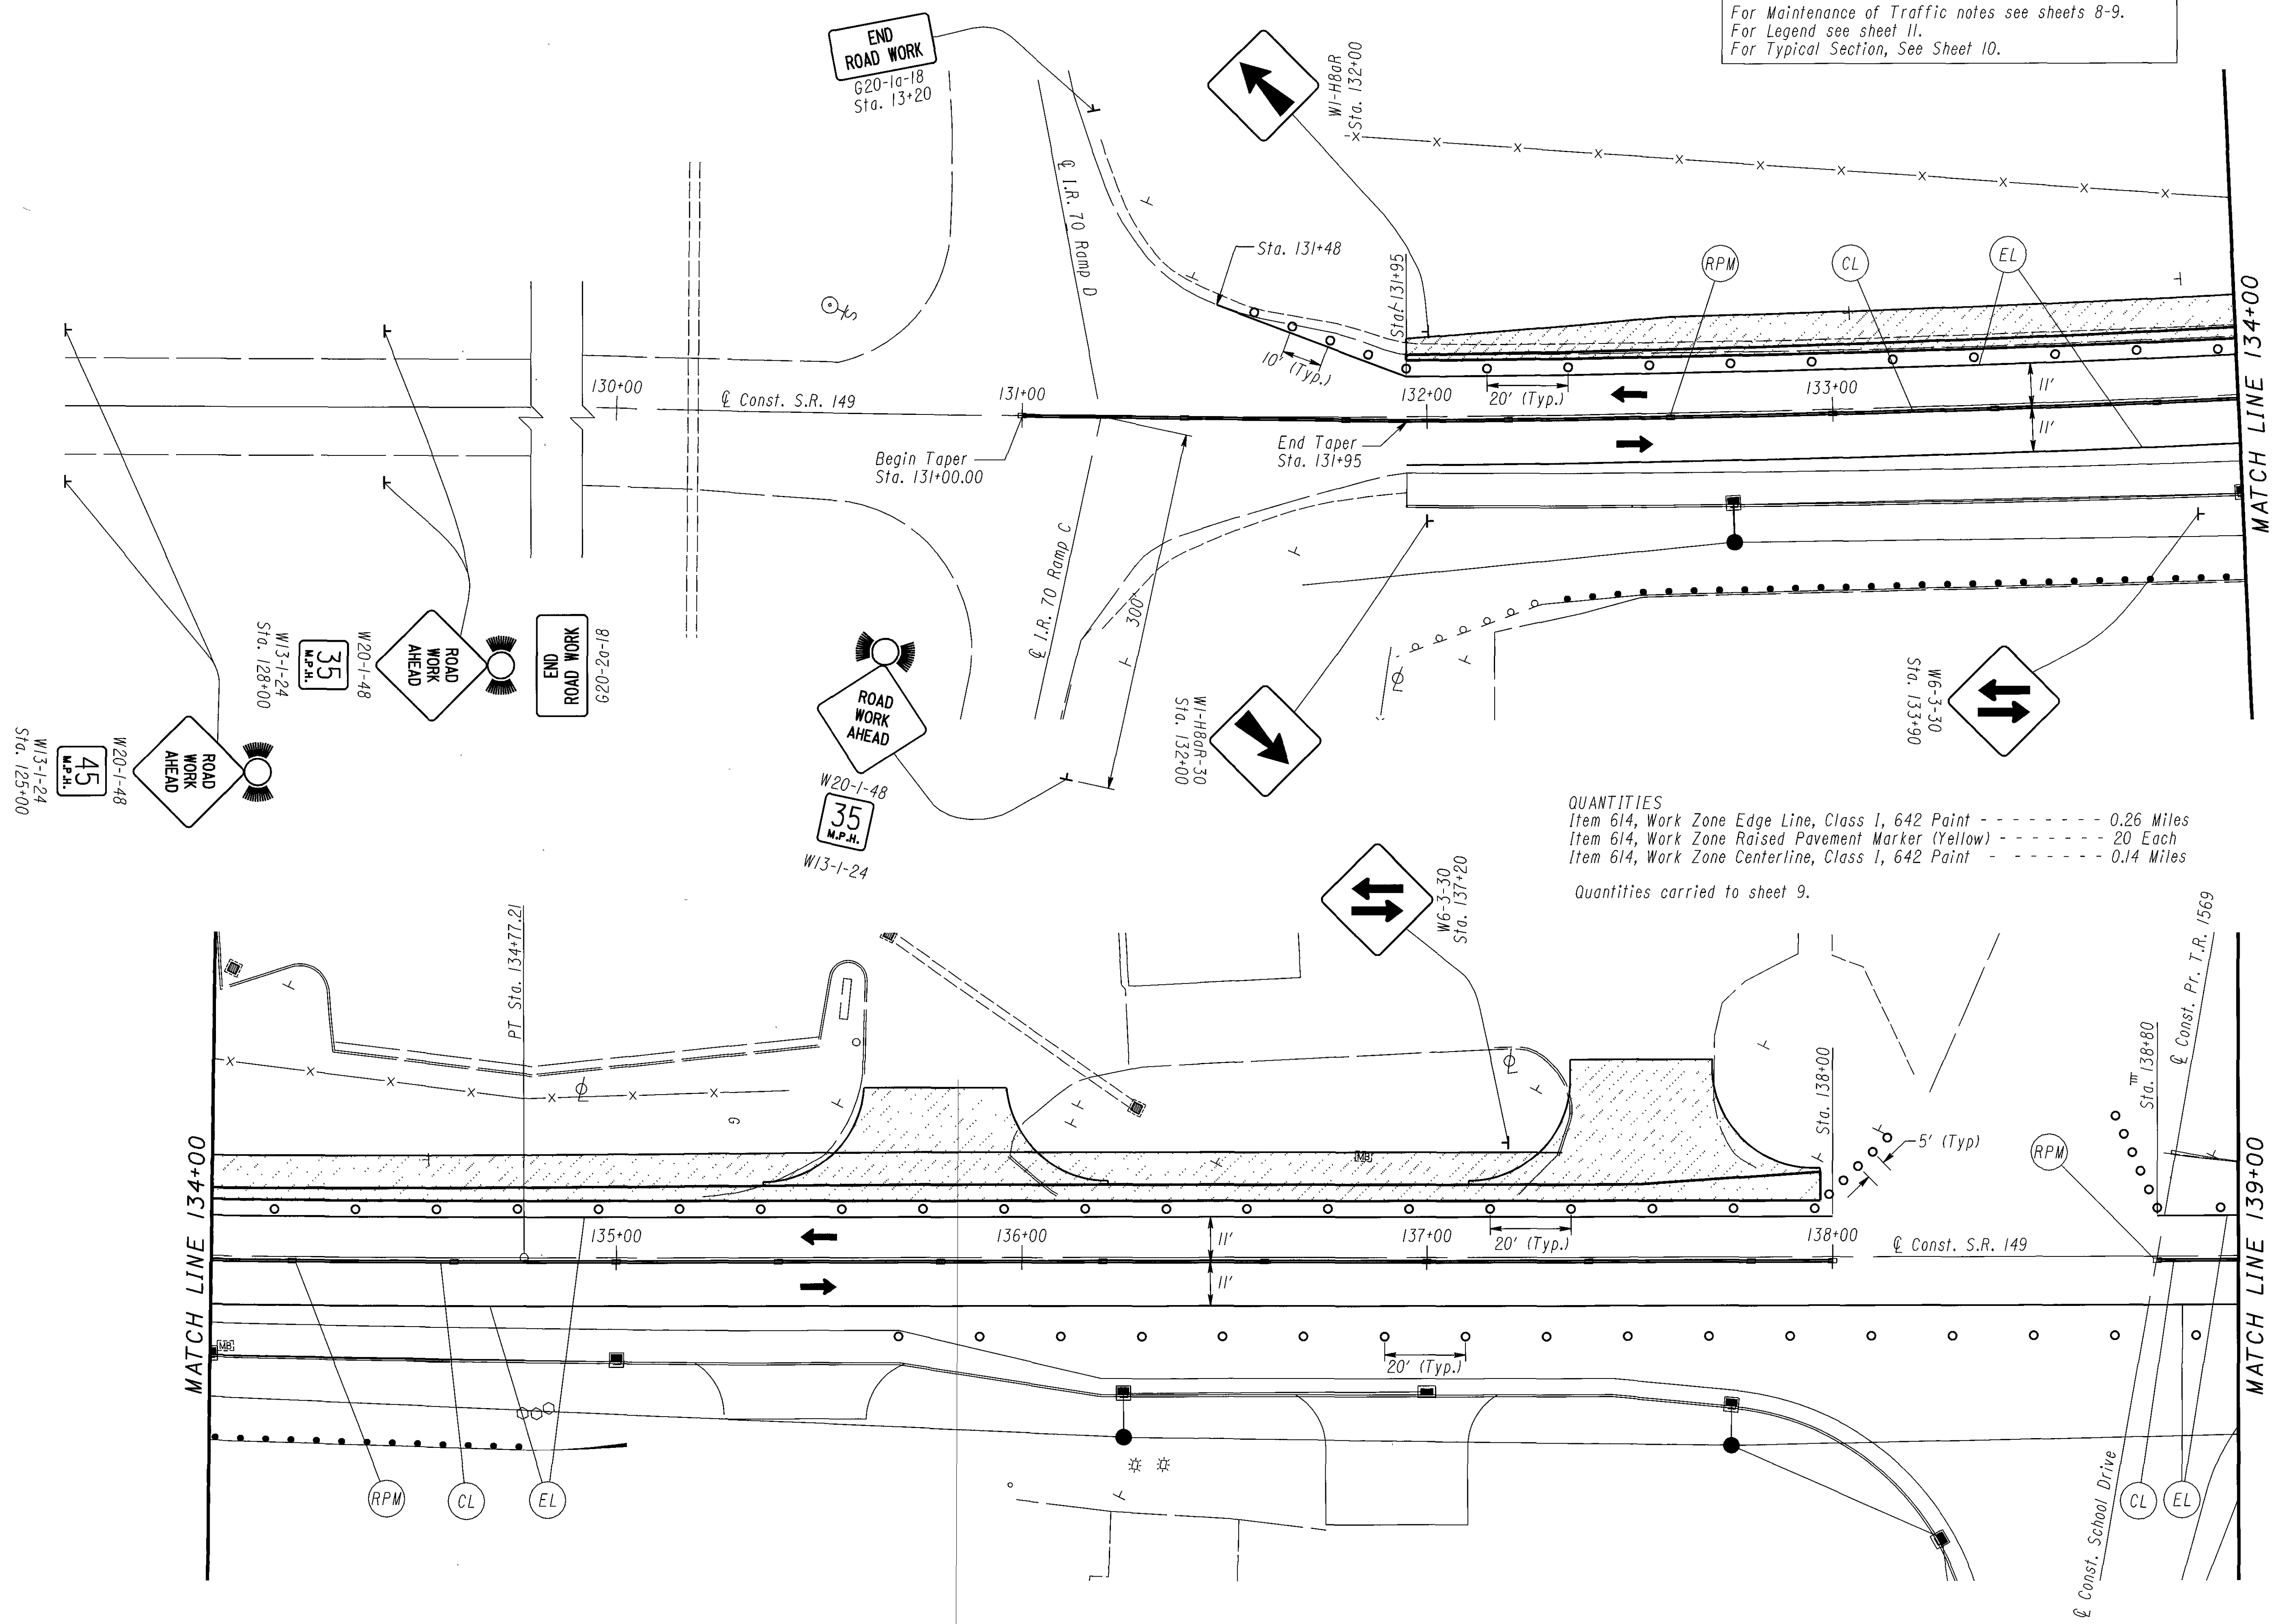 For Maintenance of Traffic notes see sheets 8-9.
For Legend see sheet 11.
For Typical Section, See Sheet 10.
END
ROAD WORK
G20-1a-18
Sta. 13+20
W1-H8aR
Sta. 132+00
℄ I.R. 70 Ramp D
Sta. 131+48
Sta. 131+95
10' (Typ.)
RPM
CL
EL
MATCH LINE 134+00
130+00
℄ Const. S.R. 149
131+00
132+00
20' (Typ.)
133+00
11'
11'
Begin Taper
Sta. 131+00.00
End Taper
Sta. 131+95
℄ I.R. 70 Ramp C
300'
ROAD
WORK
AHEAD
W20-1-48
45
M.P.H.
W13-1-24
Sta. 125+00
ROAD
WORK
AHEAD
W20-1-48
35
M.P.H.
W13-1-24
Sta. 128+00
END
ROAD WORK
G20-2a-18
ROAD
WORK
AHEAD
W20-1-48
35
M.P.H.
W13-1-24
W1-H8aR-30
Sta. 132+00
W6-3-30
Sta. 133+90
QUANTITIES
Item 614, Work Zone Edge Line, Class I, 642 Paint - - - - - - - - 0.26 Miles
Item 614, Work Zone Raised Pavement Marker (Yellow) - - - - - - - 20 Each
Item 614, Work Zone Centerline, Class I, 642 Paint - - - - - - - 0.14 Miles
Quantities carried to sheet 9.
W6-3-30
Sta. 137+20
PT Sta. 134+77.21
G
MB
Sta. 138+00
5' (Typ)
Sta. 138+80
℄ Const. Pr. T.R. 1569
RPM
MATCH LINE 134+00
135+00
136+00
11'
11'
137+00
20' (Typ.)
138+00
℄ Const. S.R. 149
MATCH LINE 139+00
MB
20' (Typ.)
RPM
CL
EL
℄ Const. School Drive
CL
EL